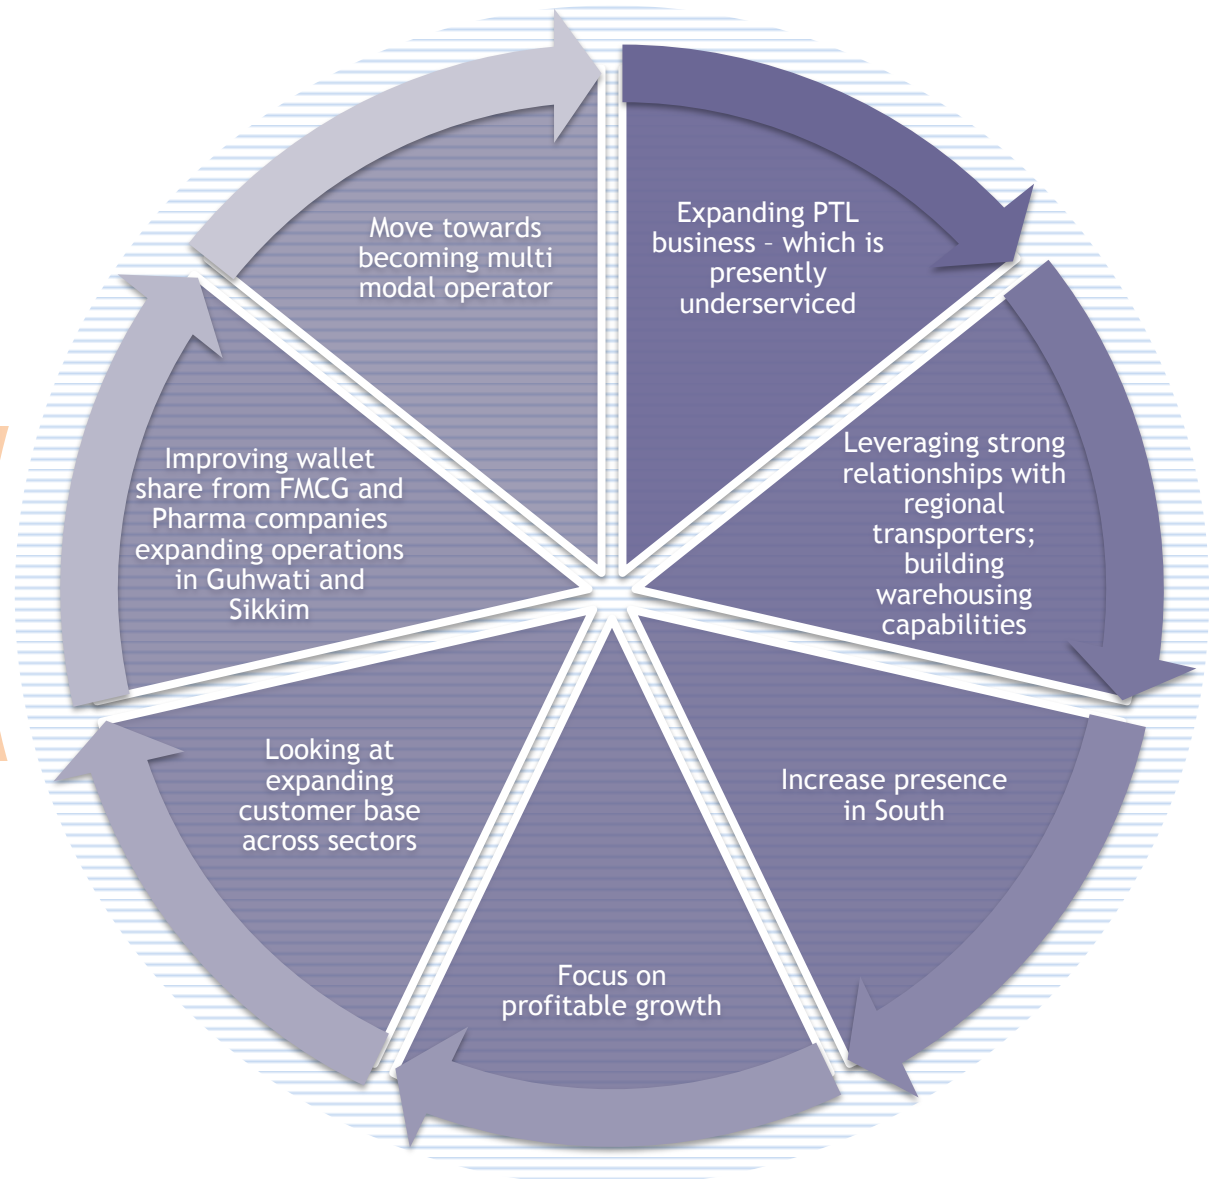 Expanding PTL
business – which is
presently
underserviced
Leveraging strong
relationships with
regional
transporters;
building
warehousing
capabilities
Increase presence
in South
Focus on
profitable growth
Looking at
expanding
customer base
across sectors
Improving wallet
share from FMCG and
Pharma companies
expanding operations
in Guhwati and
Sikkim
Move towards
becoming multi
modal operator